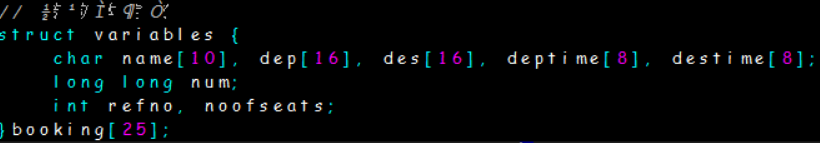 //
struct variables {
char name[10], dep[16], des[16], deptime[8], destime[8];
long long num;
int refno, noofseats;
}booking[25];